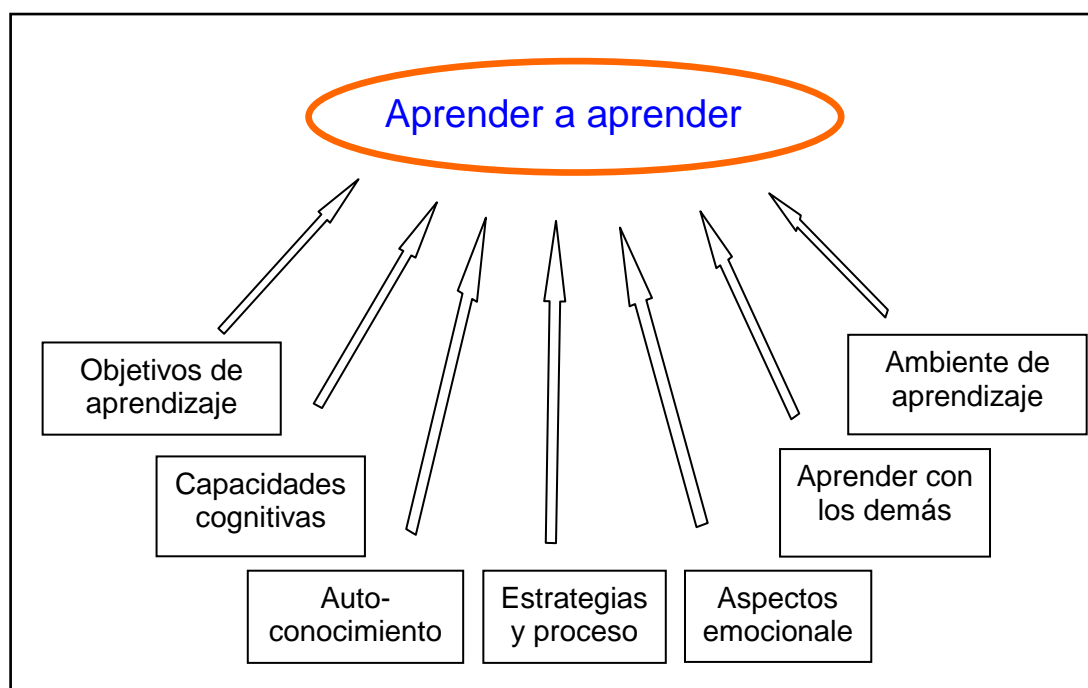 Aprender a aprender
Objetivos de
aprendizaje
Capacidades
cognitivas
Auto-
conocimiento
Estrategias
y proceso
Aspectos
emocionale
Aprender con
los demás
Ambiente de
aprendizaje